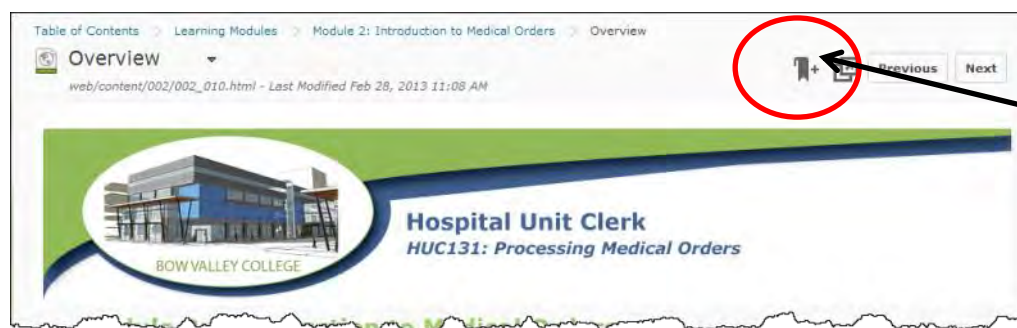 Table of Contents > Learning Modules > Module 2: Introduction to Medical Orders > Overview
Overview
Previous Next
web/content/002/002_010.html - Last Modified Feb 28, 2013 11:08 AM
Hospital Unit Clerk
HUC131: Processing Medical Orders
BOW VALLEY COLLEGE